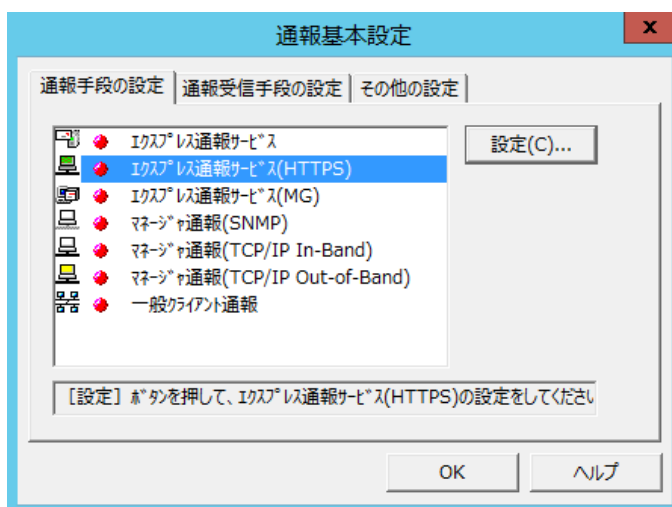 通報基本設定
x
通報手段の設定 通報受信手段の設定 その他の設定
ｴｸｽﾌﾟﾚｽ通報ｻｰﾋﾞｽ
設定(C)...
ｴｸｽﾌﾟﾚｽ通報ｻｰﾋﾞｽ(HTTPS)
ｴｸｽﾌﾟﾚｽ通報ｻｰﾋﾞｽ(MG)
ﾏﾈｰｼﾞｬ通報(SNMP)
ﾏﾈｰｼﾞｬ通報(TCP/IP In-Band)
ﾏﾈｰｼﾞｬ通報(TCP/IP Out-of-Band)
一般ｸﾗｲｱﾝﾄ通報
［設定］ﾎﾞﾀﾝを押して、ｴｸｽﾌﾟﾚｽ通報ｻｰﾋﾞｽ(HTTPS)の設定をしてくださ
OK ヘルプ